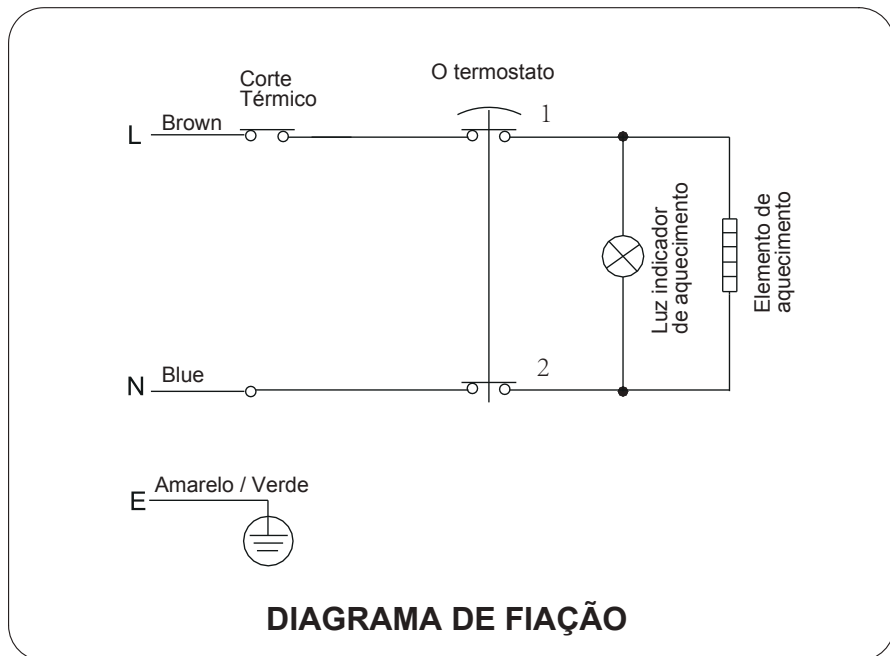 O termostato
Corte
Térmico
1
L
Brown
Luz indicador
de aquecimento
Elemento de
aquecimento
2
N
Blue
E
Amarelo / Verde
DIAGRAMA DE FIAÇÃO